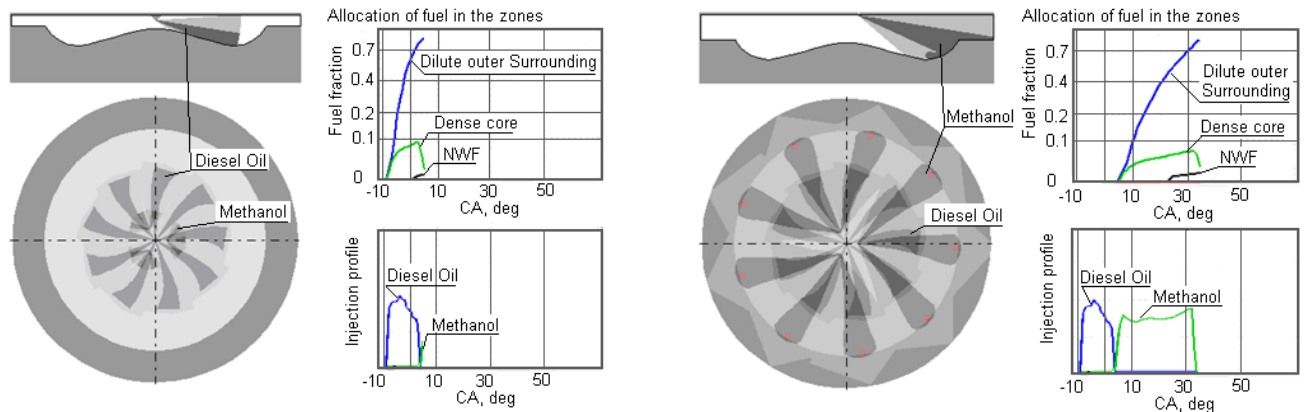 Allocation of fuel in the zones
Fuel fraction
0.7
0.4
0.2
0.1
0
Dilute outer Surrounding
Dense core
NWF
-10
10
30
50
CA, deg
Diesel Oil
Methanol
Injection profile
Diesel Oil
Methanol
-10
10
30
50
CA, deg
Allocation of fuel in the zones
Fuel fraction
0.7
0.4
0.2
0.1
0
Dilute outer
Surrounding
Dense core
NWF
-10
10
30
50
CA, deg
Methanol
Diesel Oil
Injection profile
Diesel Oil
Methanol
-10
10
30
50
CA, deg